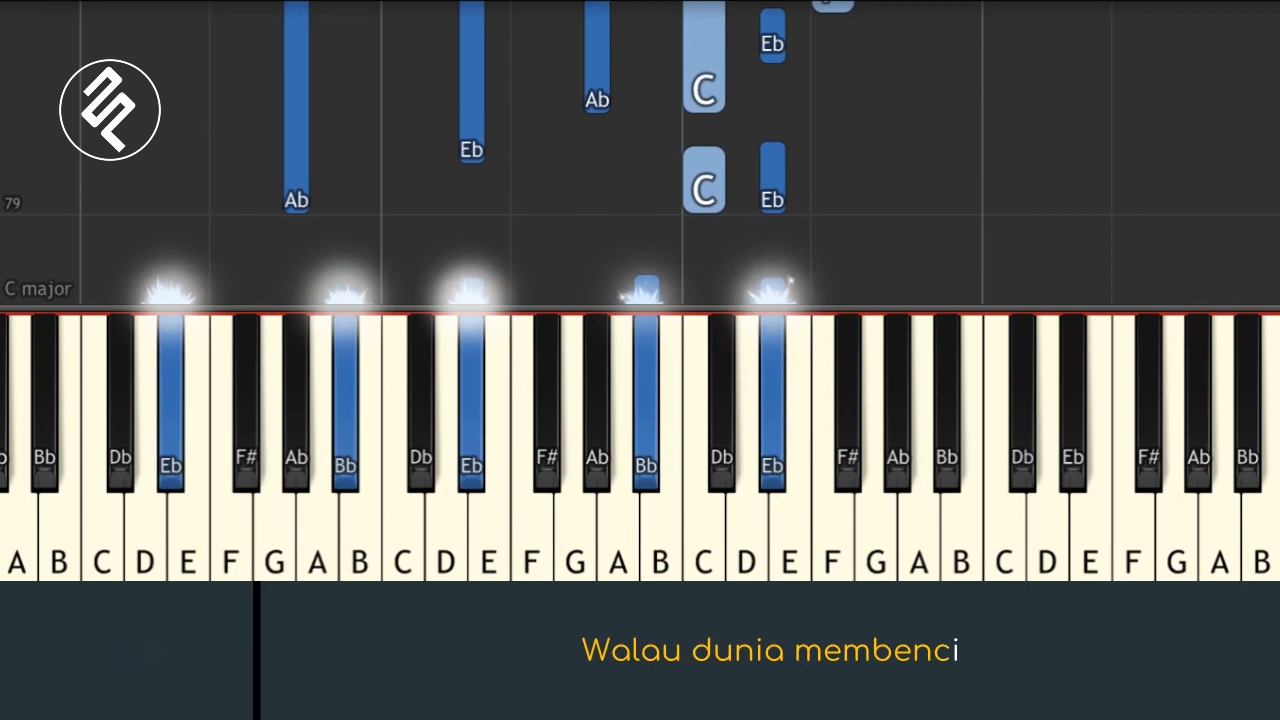 Eb
Ab
C
Eb
C
Ab
Eb
79
C major
Bb Db Eb F# Ab Bb Db Eb F# Ab Bb Db Eb F# Ab Bb Db Eb F# Ab Bb
A B C D E F G A B C D E F G A B C D E F G A B C D E F G A B
Walau dunia membenci